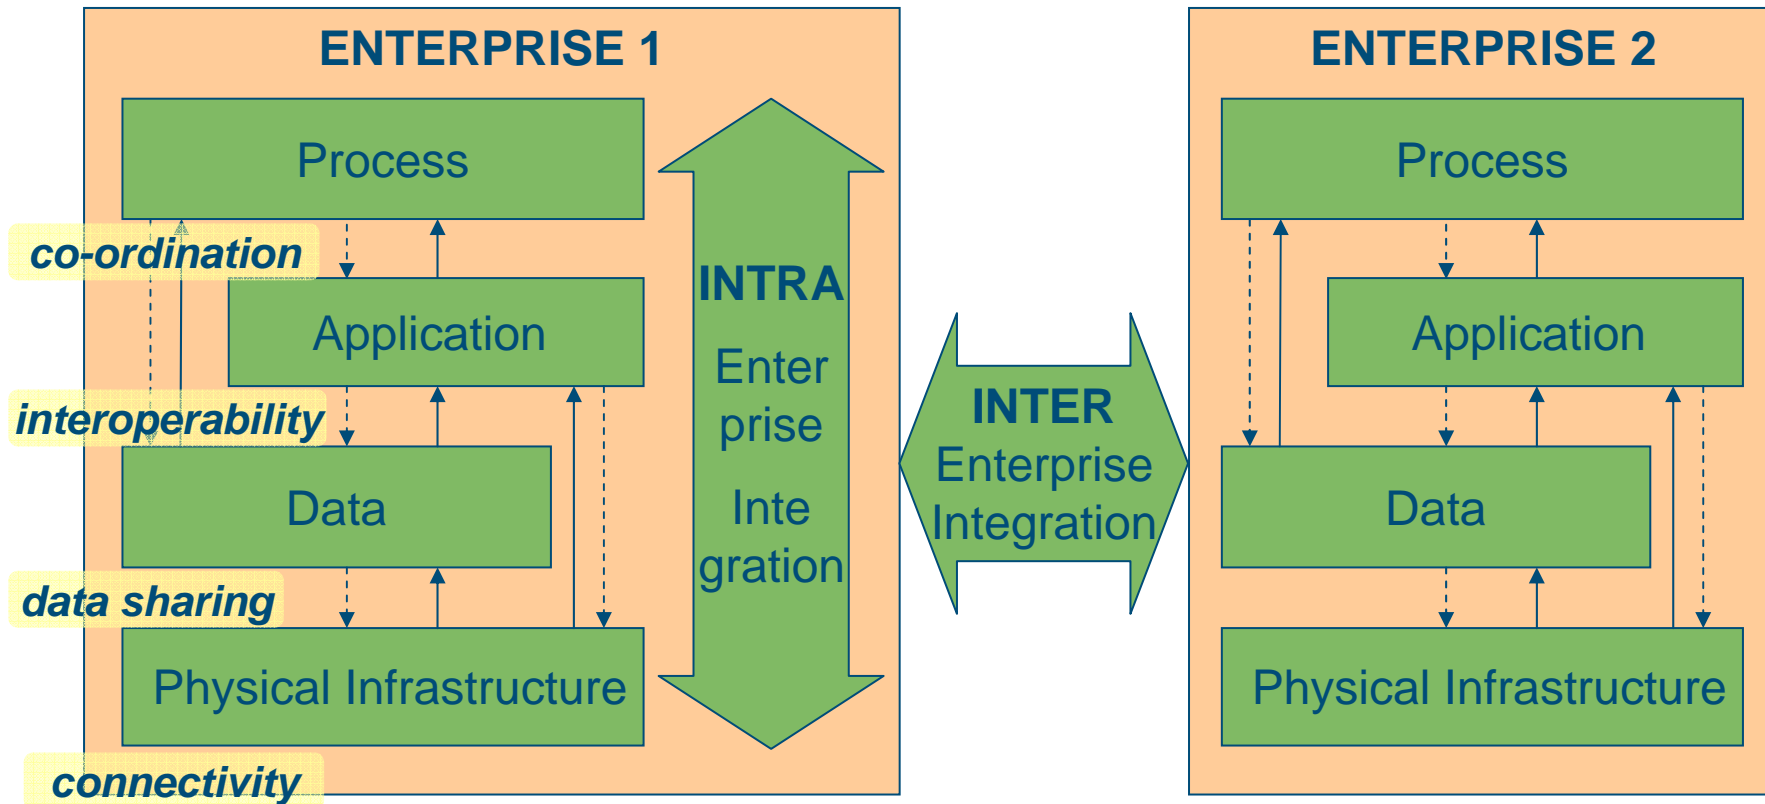 ENTERPRISE 1
Process
co-ordination
Application
interoperability
Data
data sharing
Physical Infrastructure
connectivity
INTRA
Enter
prise
Inte
gration
INTER
Enterprise
Integration
ENTERPRISE 2
Process
Application
Data
Physical Infrastructure